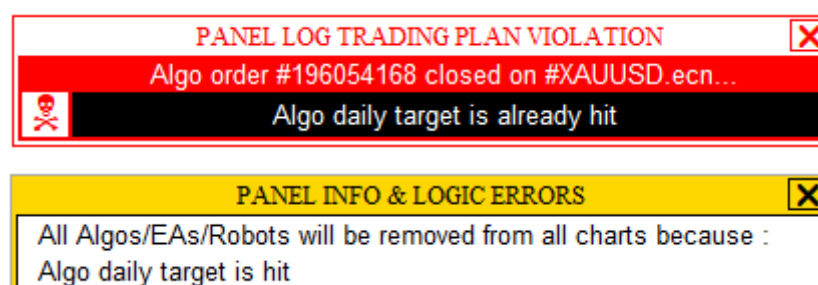 PANEL LOG TRADING PLAN VIOLATION
Algo order #196054168 closed on #XAUUSD.ecn...
Algo daily target is already hit
PANEL INFO & LOGIC ERRORS
All Algos/EAs/Robots will be removed from all charts because :
Algo daily target is hit